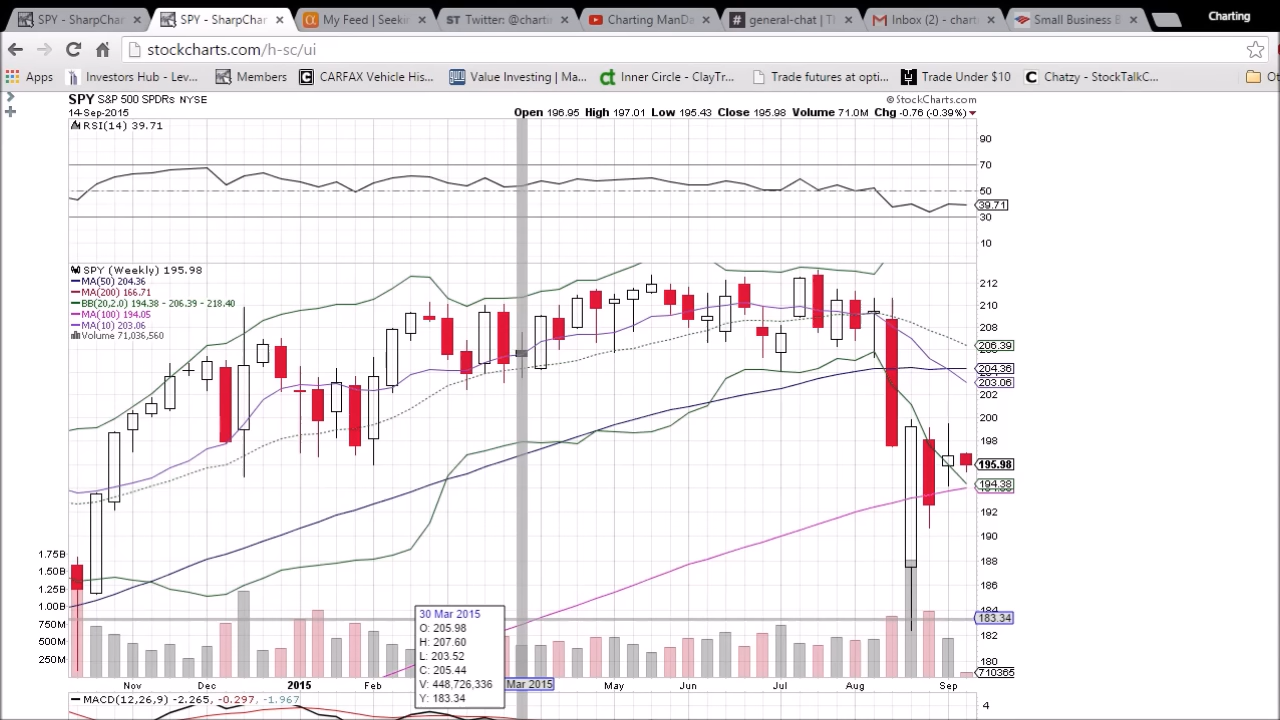 SPY - SharpChar
SPY - SharpChar
My Feed | Seeki
Twitter: @charti
Charting ManDa
general-chat | Th
Inbox (2) - charti
Small Business B
Charting
stockcharts.com/h-sc/ui
Apps
Investors Hub - Lev...
Members
CARFAX Vehicle His...
Value Investing | Ma...
Inner Circle - CityTr...
Trade futures at opti...
Trade Under $10
Chatzy - StockTalkC...
SPY S&P 500 SPDRs NYSE
© StockCharts.com
14-Sep-2015
Open 196.95 High 197.01 Low 195.43 Close 195.98 Volume 71.0M Chg -0.76 (-0.39%)
RSI(14) 39.71
90
70
50
39.71
30
10
SPY (Weekly) 195.98
MA(50) 204.36
MA(200) 166.71
BB(20,2.0) 194.38 - 206.39 - 218.40
MA(100) 194.05
MA(10) 203.06
Volume 71,036,560
212
210
208
206.39
204.36
202
200
198
195.98
194.38
192
190
188
186
184
183.34
182
180
710365
1.75B
1.50B
1.25B
1.00B
750M
500M
250M
30 Mar 2015
O: 205.98
H: 207.60
L: 203.52
C: 205.44
V: 448,726,336
Y: 183.34
Nov Dec 2015 Feb Mar 2015 May Jun Jul Aug Sep
MACD(12,26,9) -2.265, -0.297, -1.967
4